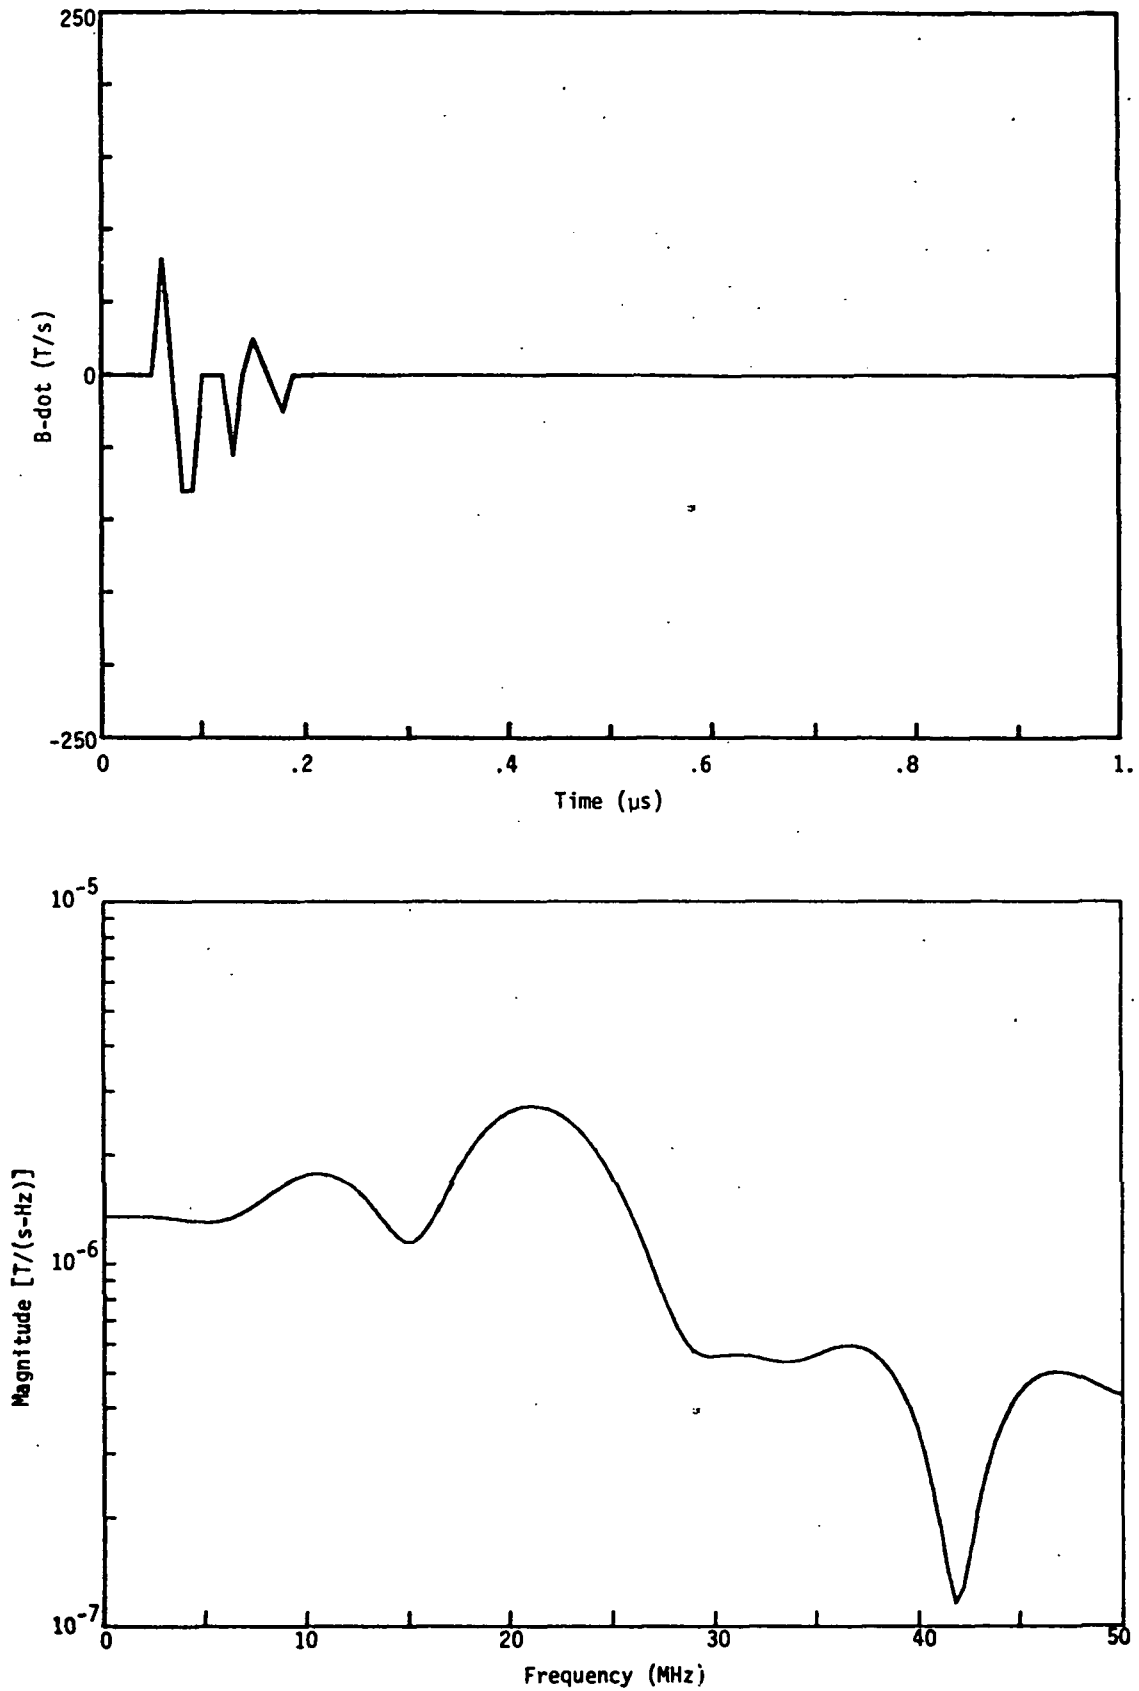 250
B-dot (T/s)
0
-250
0 .2 .4 .6 .8 1.
Time (µs)
10-5
Magnitude [T/(s-Hz)]
10-6
10-7
0 10 20 30 40 50
Frequency (MHz)